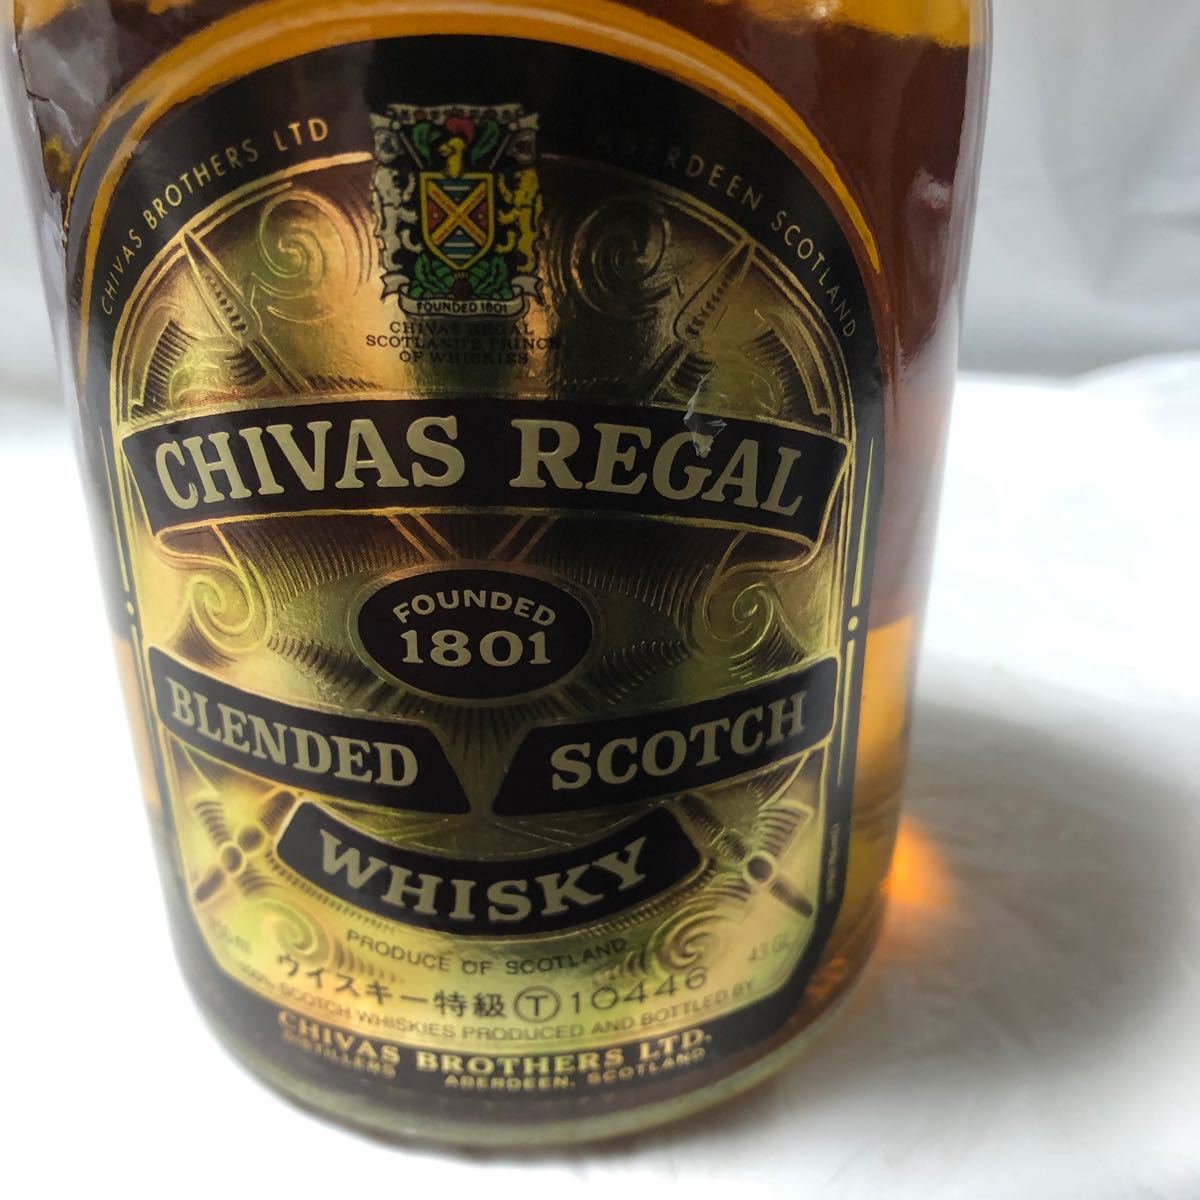 CHIVAS BROTHERS LTD
ABERDEEN SCOTLAND
FOUNDED 1801
CHIVAS REGAL
SCOTLAND'S PRINCE
OF WHISKIES
CHIVAS REGAL
FOUNDED
1801
BLENDED SCOTCH
WHISKY
PRODUCE OF SCOTLAND
43 GL
ウイスキー特級 Ⓣ 10446
SCOTCH WHISKIES PRODUCED AND BOTTLED BY
CHIVAS BROTHERS LTD.
DISTILLERS ABERDEEN, SCOTLAND